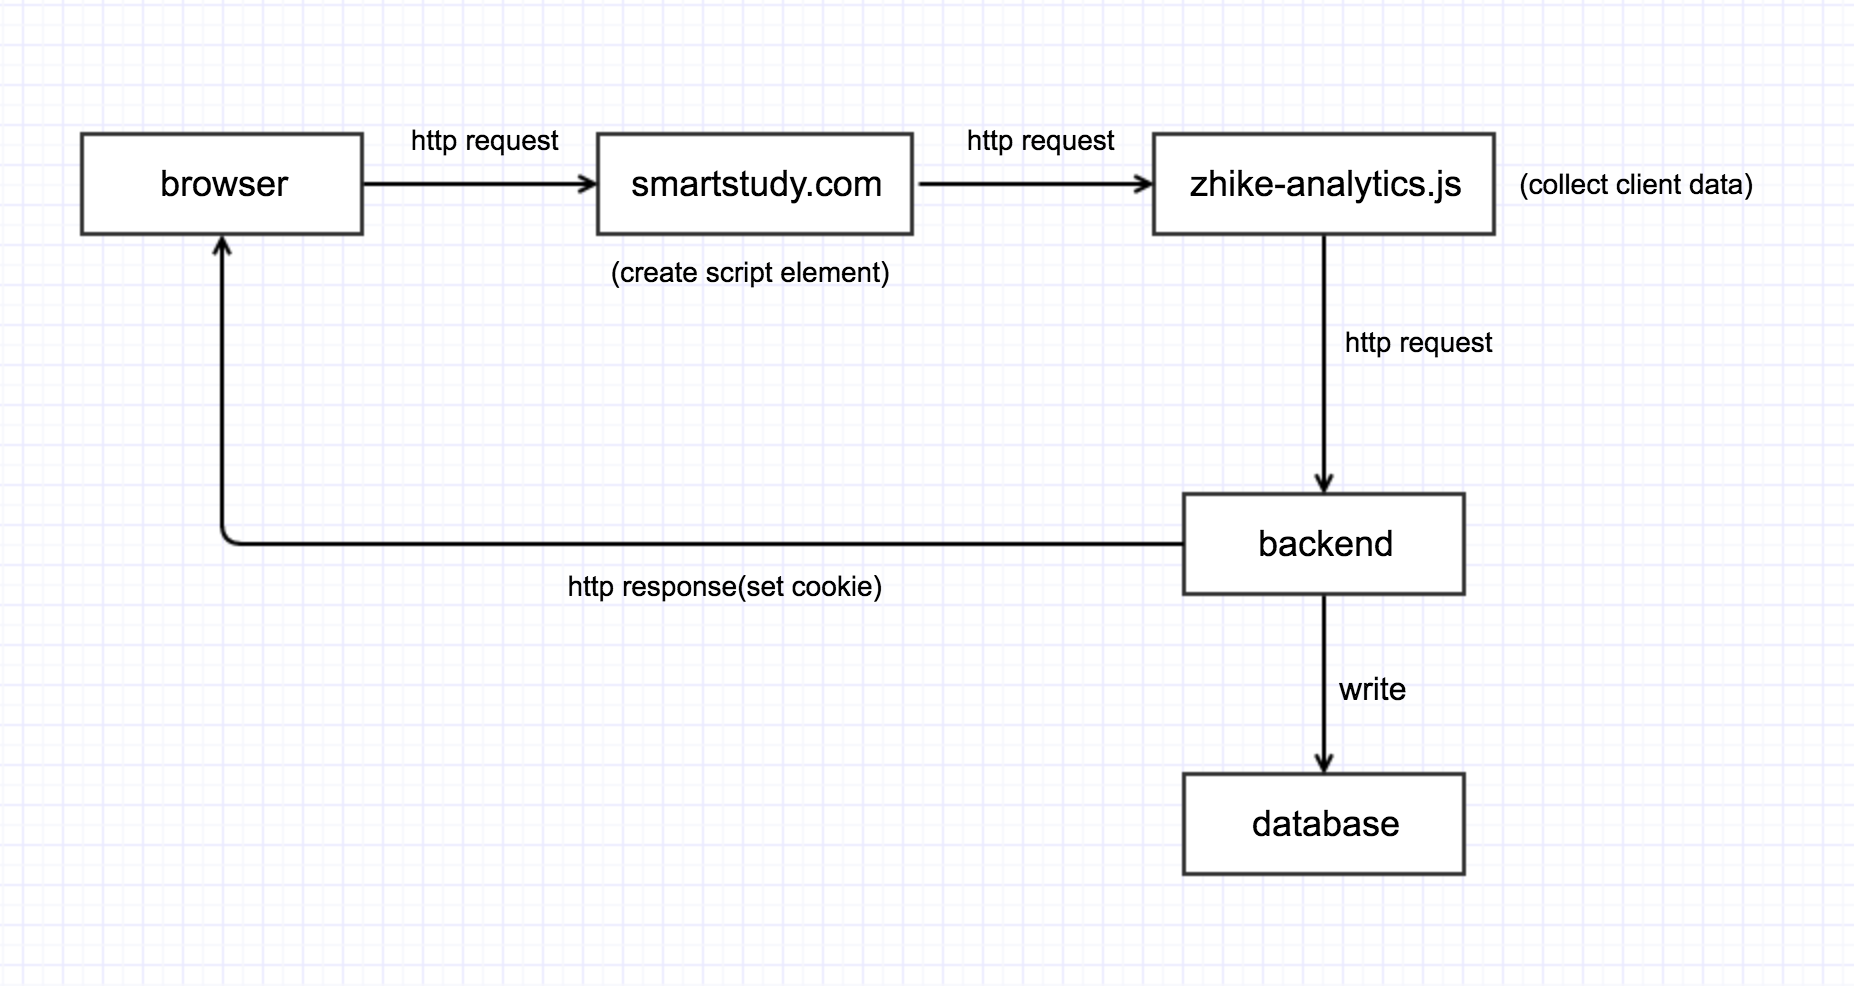 http request
http request
browser
smartstudy.com
zhike-analytics.js
(collect client data)
(create script element)
http request
backend
http response(set cookie)
write
database